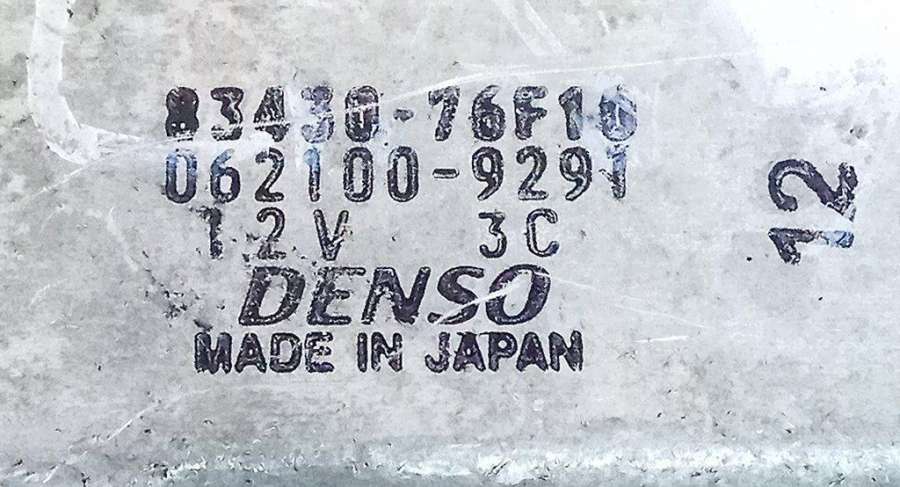 83430-76F10
062100-9291
12V 3C
DENSO
MADE IN JAPAN
12